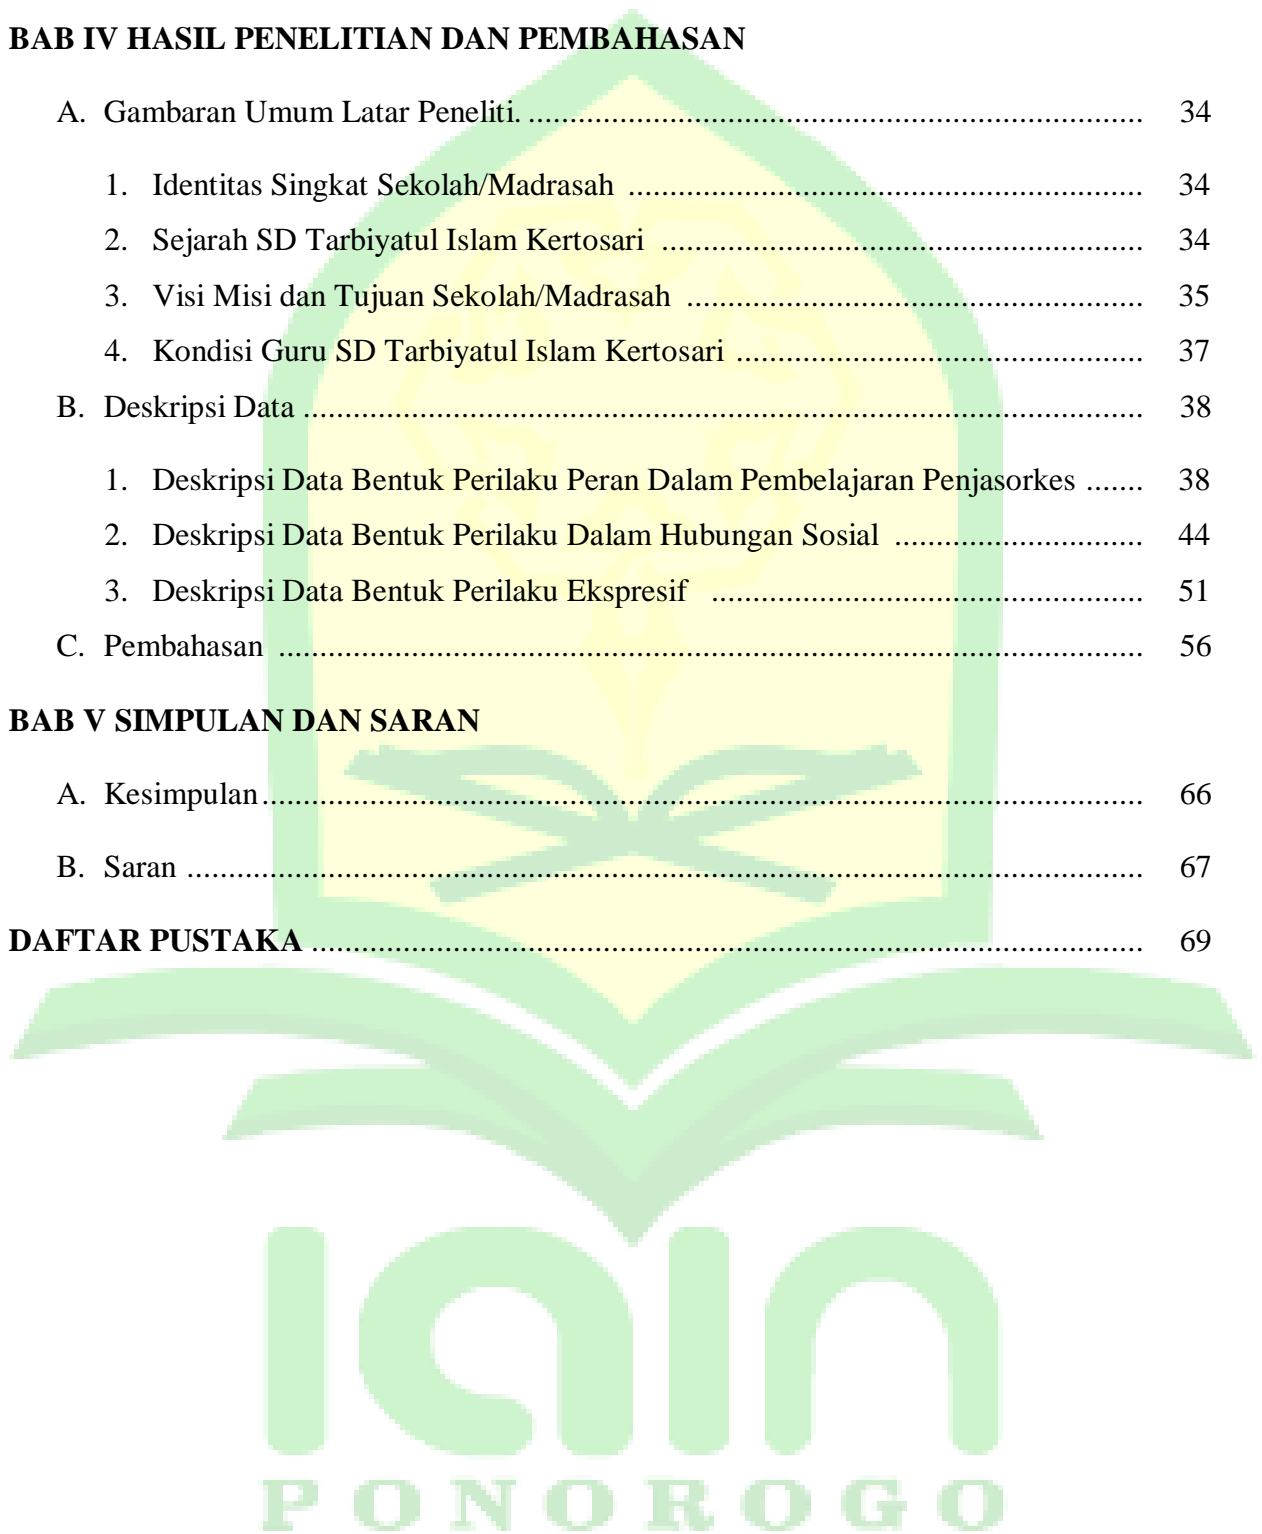 BAB IV HASIL PENELITIAN DAN PEMBAHASAN
A. Gambaran Umum Latar Peneliti. ........................................................................... 34
1. Identitas Singkat Sekolah/Madrasah .............................................................. 34
2. Sejarah SD Tarbiyatul Islam Kertosari .......................................................... 34
3. Visi Misi dan Tujuan Sekolah/Madrasah ....................................................... 35
4. Kondisi Guru SD Tarbiyatul Islam Kertosari ................................................. 37
B. Deskripsi Data ..................................................................................................... 38
1. Deskripsi Data Bentuk Perilaku Peran Dalam Pembelajaran Penjasorkes ....... 38
2. Deskripsi Data Bentuk Perilaku Dalam Hubungan Sosial .............................. 44
3. Deskripsi Data Bentuk Perilaku Ekspresif .................................................... 51
C. Pembahasan ........................................................................................................ 56
BAB V SIMPULAN DAN SARAN
A. Kesimpulan.......................................................................................................... 66
B. Saran ................................................................................................................... 67
DAFTAR PUSTAKA .................................................................................................... 69
IAIN
PONOROGO